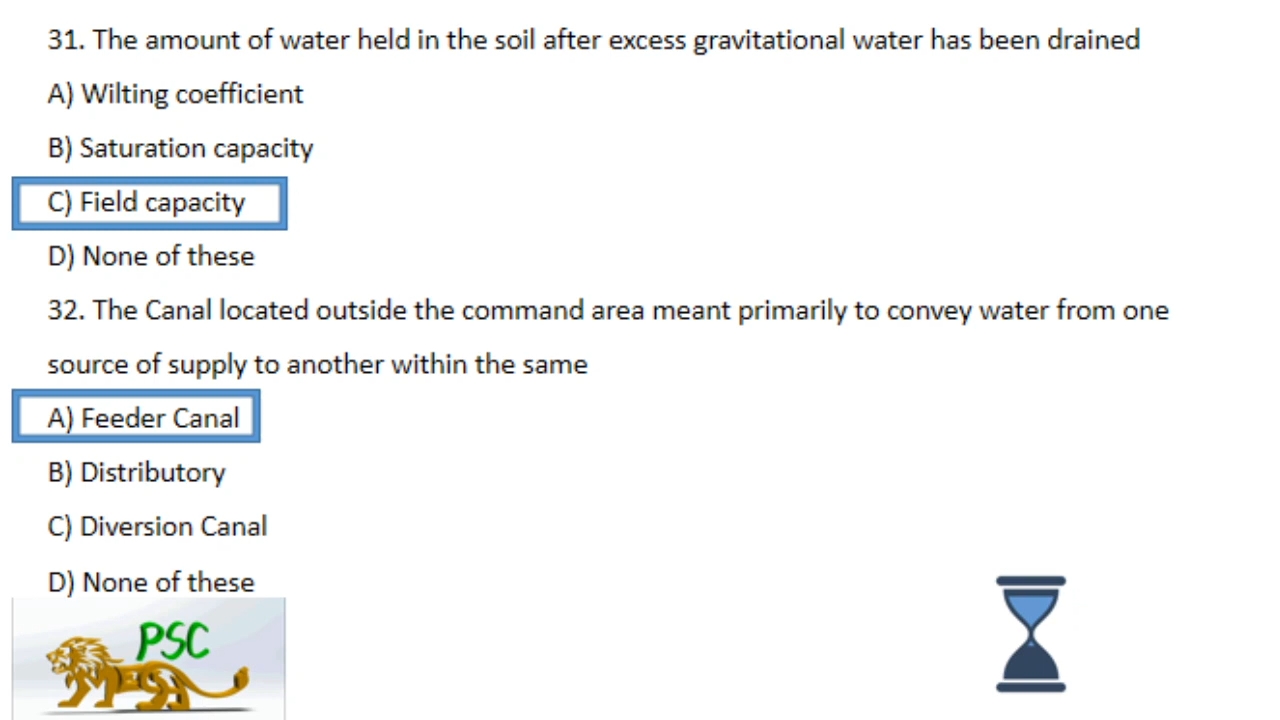 31. The amount of water held in the soil after excess gravitational water has been drained
A) Wilting coefficient
B) Saturation capacity
C) Field capacity
D) None of these
32. The Canal located outside the command area meant primarily to convey water from one
source of supply to another within the same
A) Feeder Canal
B) Distributory
C) Diversion Canal
D) None of these
PSC